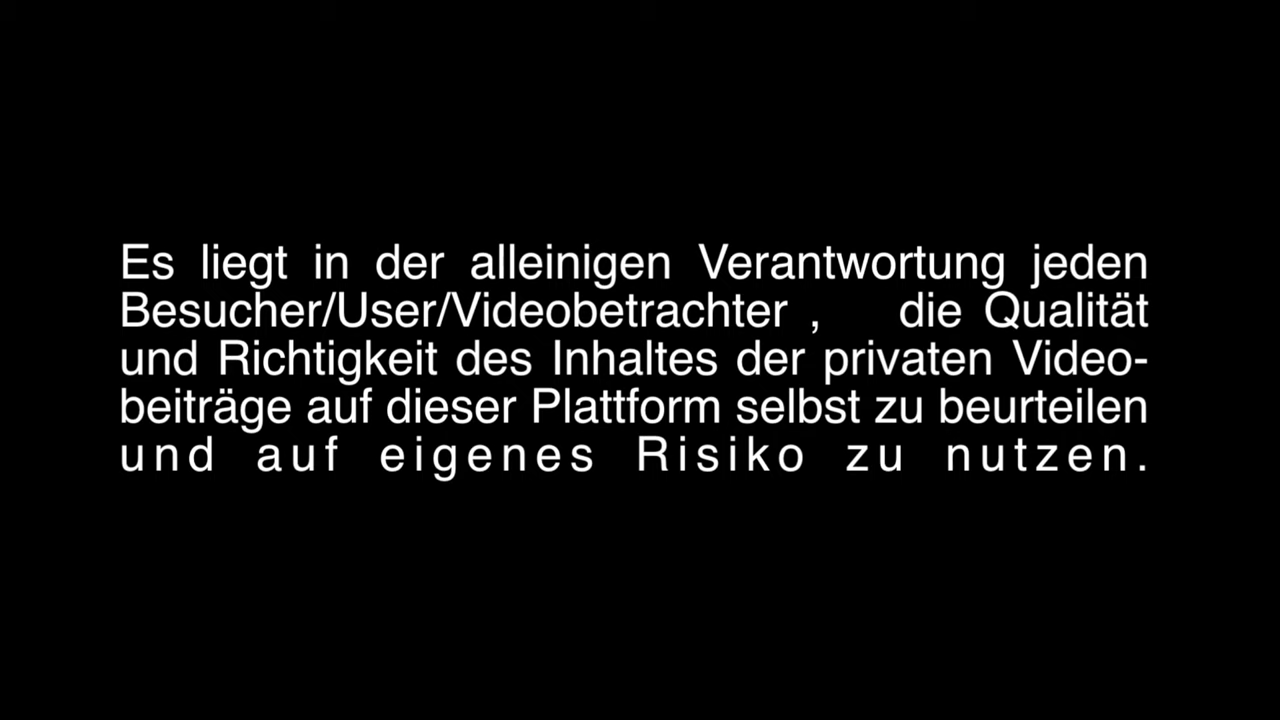 Es liegt in der alleinigen Verantwortung jeden
Besucher/User/Videobetrachter , die Qualität
und Richtigkeit des Inhaltes der privaten Video-
beiträge auf dieser Plattform selbst zu beurteilen
und auf eigenes Risiko zu nutzen.